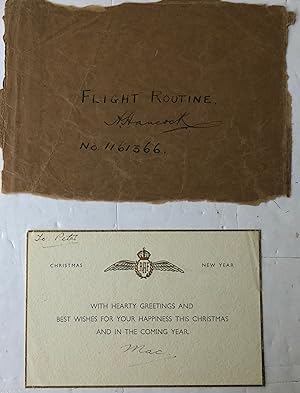 FLIGHT ROUTINE.
A Hancock
No. 1161366.
To Peter
CHRISTMAS NEW YEAR
RAF
WITH HEARTY GREETINGS AND
BEST WISHES FOR YOUR HAPPINESS THIS CHRISTMAS
AND IN THE COMING YEAR.
Mac.